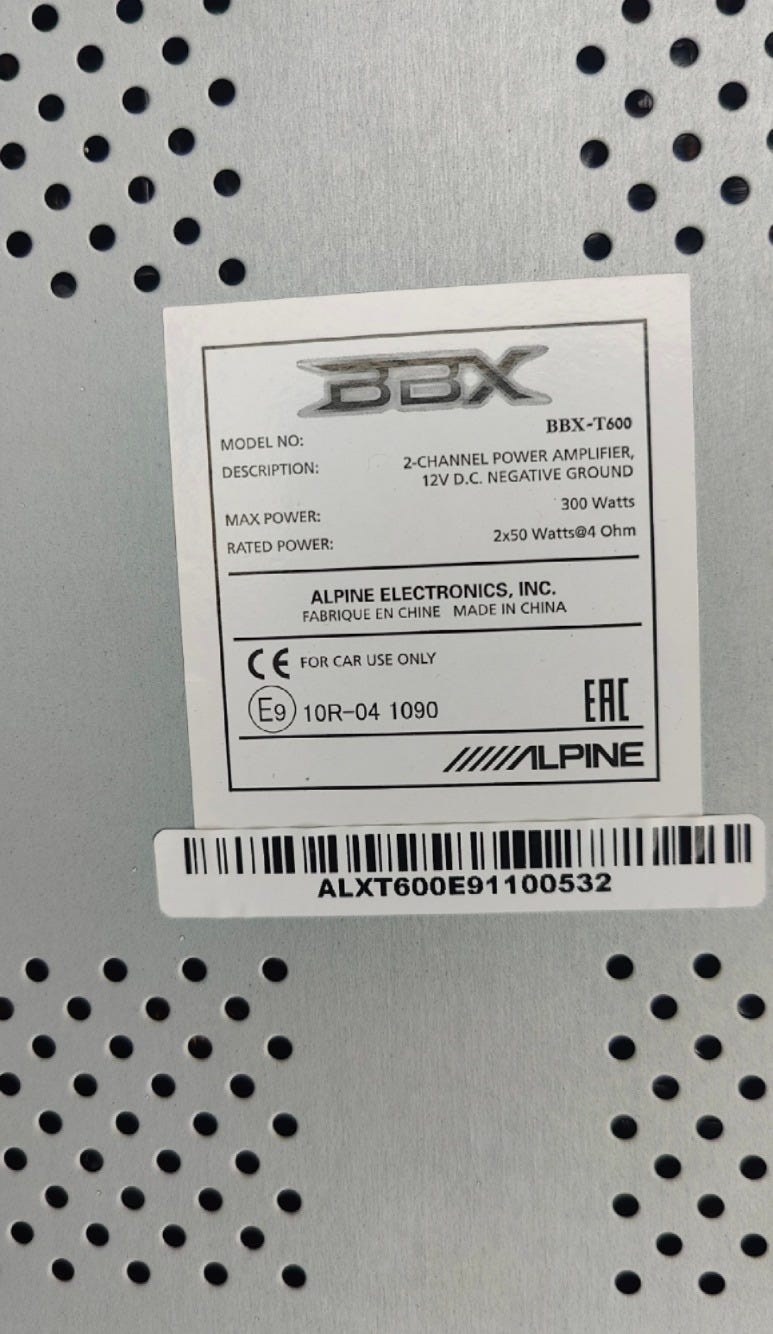 BBX
MODEL NO: BBX-T600
DESCRIPTION: 2-CHANNEL POWER AMPLIFIER,
12V D.C. NEGATIVE GROUND
MAX POWER: 300 Watts
RATED POWER: 2x50 Watts@4 Ohm
ALPINE ELECTRONICS, INC.
FABRIQUE EN CHINE MADE IN CHINA
CE FOR CAR USE ONLY
E9 10R-04 1090 EAC
ALPINE
ALXT600E91100532